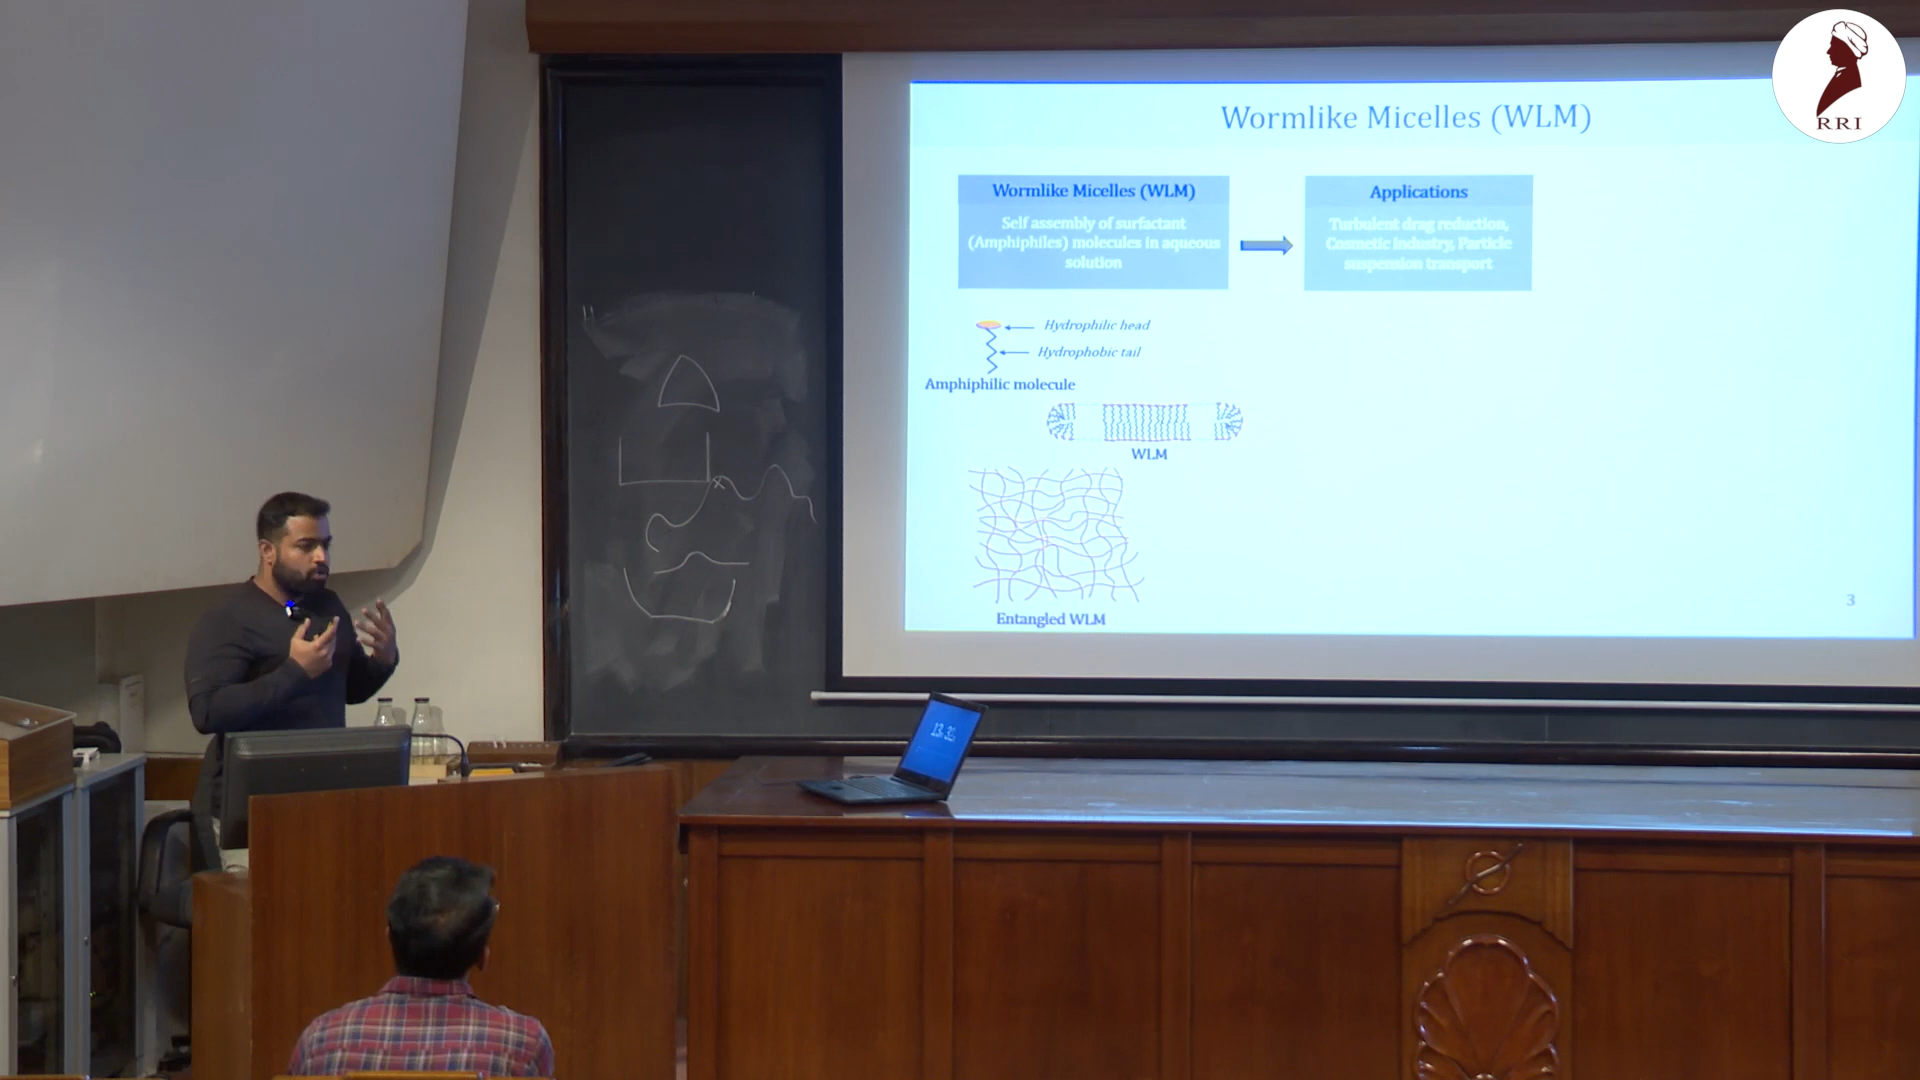 RRI
Wormlike Micelles (WLM)
Wormlike Micelles (WLM)
Self assembly of surfactant
(Amphiphiles) molecules in aqueous
solution
Applications
Turbulent drag reduction,
Cosmetic industry, Particle
suspension transport
Hydrophilic head
Hydrophobic tail
Amphiphilic molecule
WLM
Entangled WLM
3